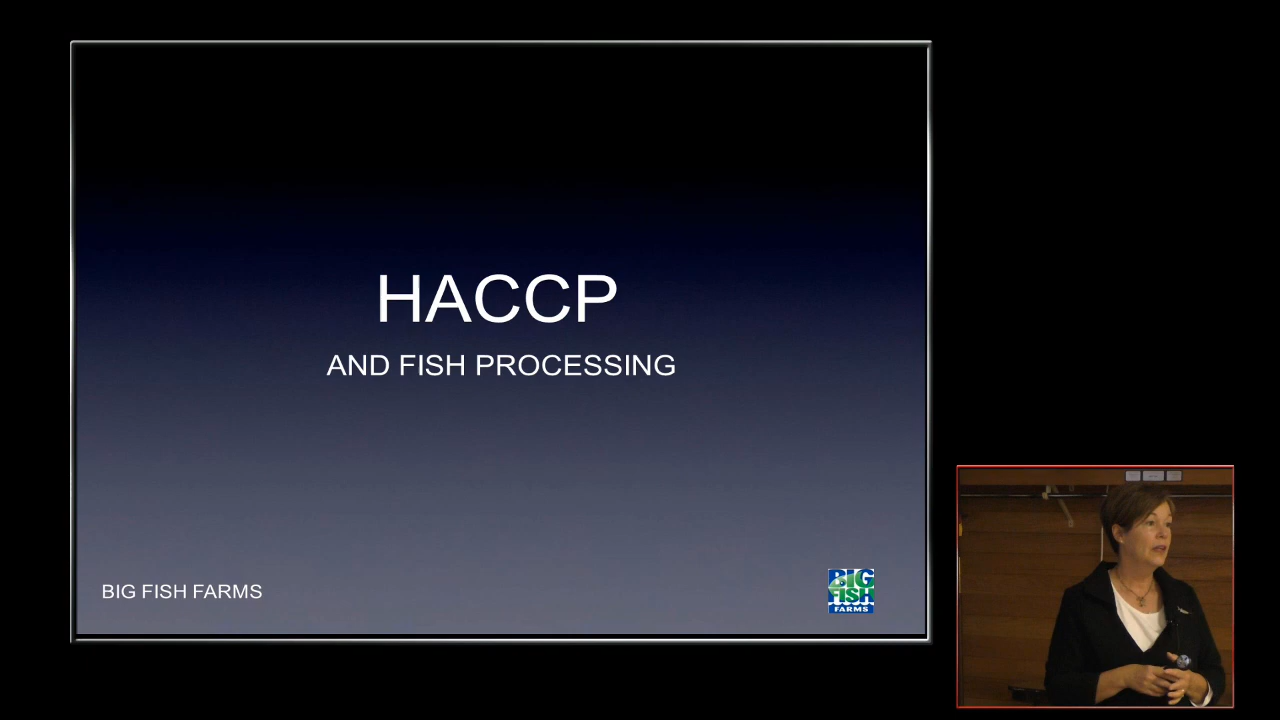 HACCP
AND FISH PROCESSING
BIG FISH FARMS
BIG
FISH
FARMS